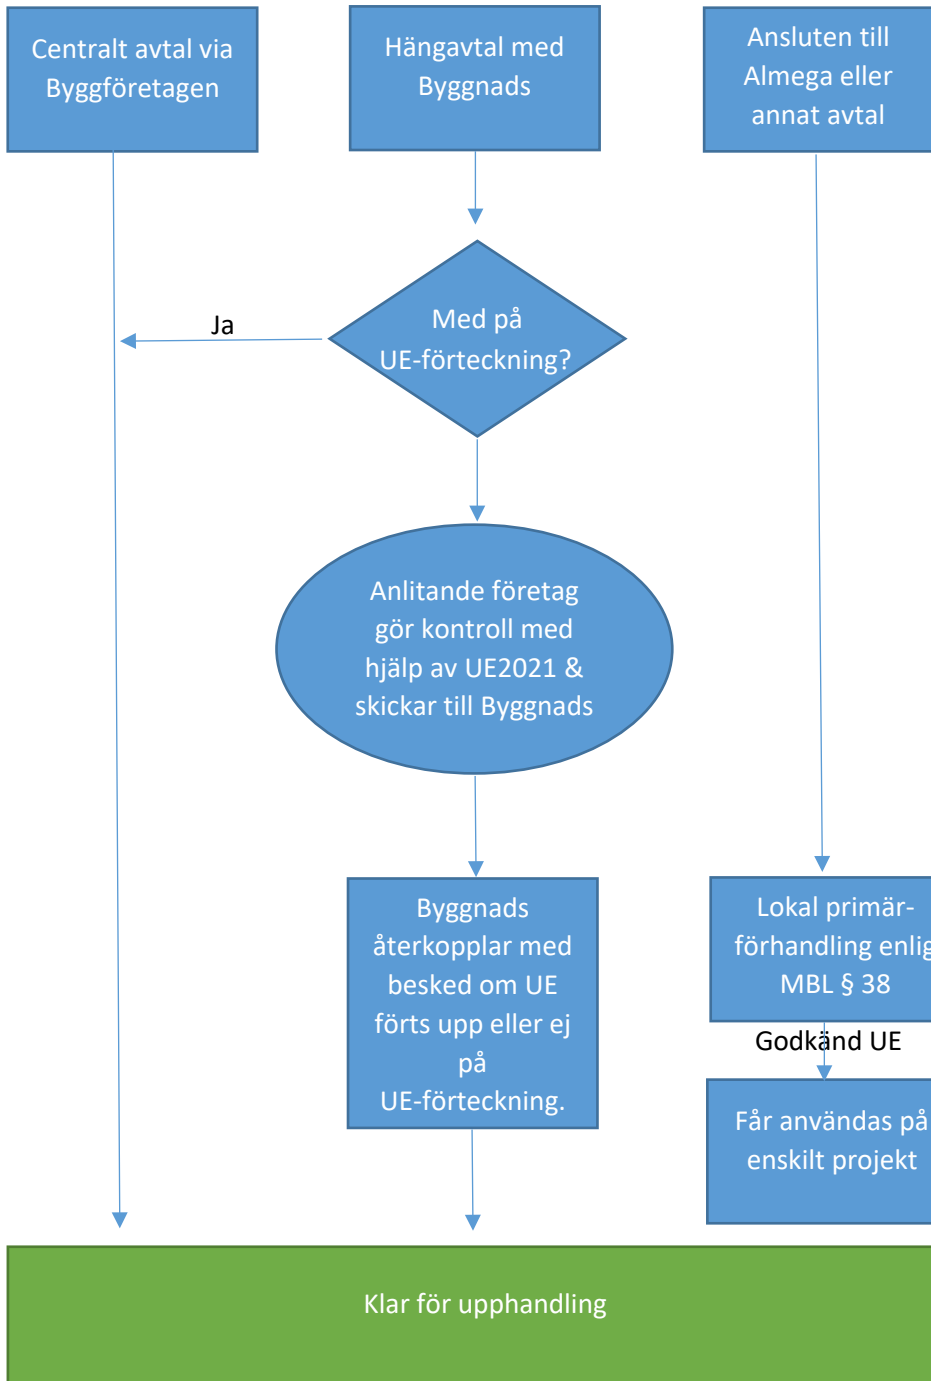 Centralt avtal via
Byggföretagen
Hängavtal med
Byggnads
Ansluten till
Almega eller
annat avtal
Ja
Med på
UE-förteckning?
Anlitande företag
gör kontroll med
hjälp av UE2021 &
skickar till Byggnads
Byggnads
återkopplar med
besked om UE
förts upp eller ej
på
UE-förteckning.
Lokal primär-
förhandling enlig
MBL § 38
Godkänd UE
Får användas på
enskilt projekt
Klar för upphandling